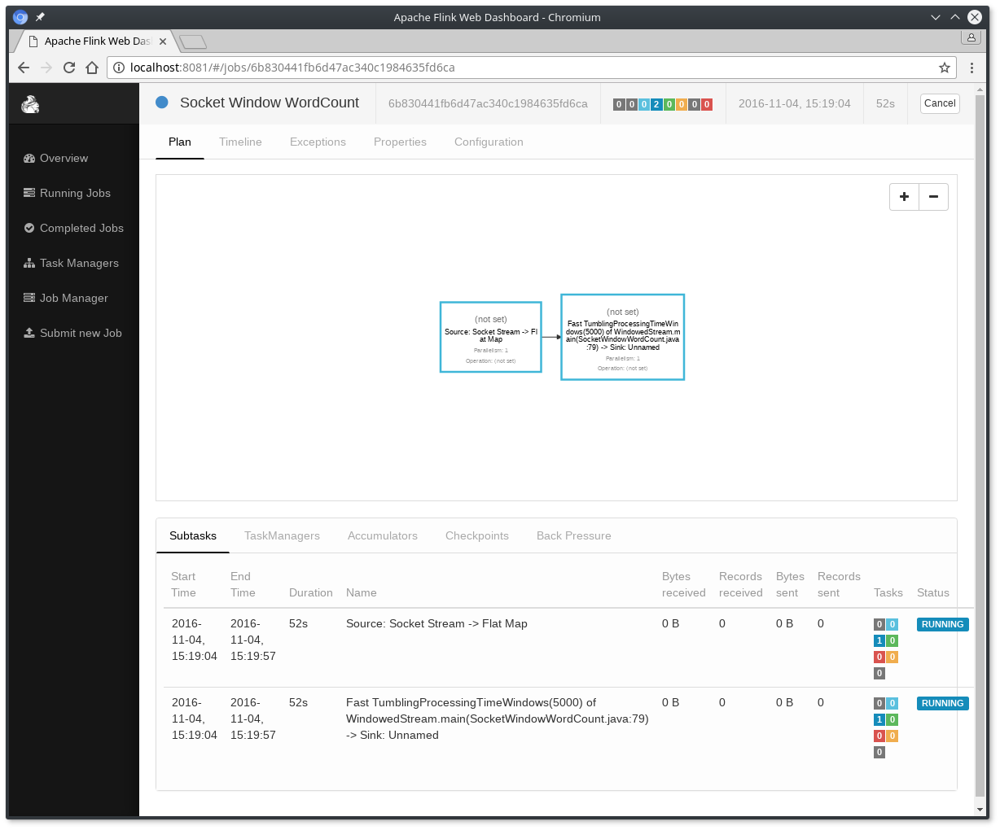 Apache Flink Web Dashboard - Chromium
Apache Flink Web Das
localhost:8081/#/jobs/6b830441fb6d47ac340c1984635fd6ca
Socket Window WordCount
6b830441fb6d47ac340c1984635fd6ca
0 0 0 2 0 0 0 0
2016-11-04, 15:19:04
52s
Cancel
Overview
Running Jobs
Completed Jobs
Task Managers
Job Manager
Submit new Job
Plan Timeline Exceptions Properties Configuration
+ −
(not set)
Source: Socket Stream -> Fl
at Map
Parallelism: 1
Operation: (not set)
(not set)
Fast TumblingProcessingTimeWin
dows(5000) of WindowedStream.m
ain(SocketWindowWordCount.java
:79) -> Sink: Unnamed
Parallelism: 1
Operation: (not set)
Subtasks TaskManagers Accumulators Checkpoints Back Pressure
Start End Bytes Records Bytes Records
Time Time Duration Name received received sent sent Tasks Status
2016- 2016- 52s Source: Socket Stream -> Flat Map 0 B 0 0 B 0 0 0 RUNNING
11-04, 11-04, 1 0
15:19:04 15:19:57 0 0
0
2016- 2016- 52s Fast TumblingProcessingTimeWindows(5000) of 0 B 0 0 B 0 0 0 RUNNING
11-04, 11-04, WindowedStream.main(SocketWindowWordCount.java:79) 1 0
15:19:04 15:19:57 -> Sink: Unnamed 0 0
0